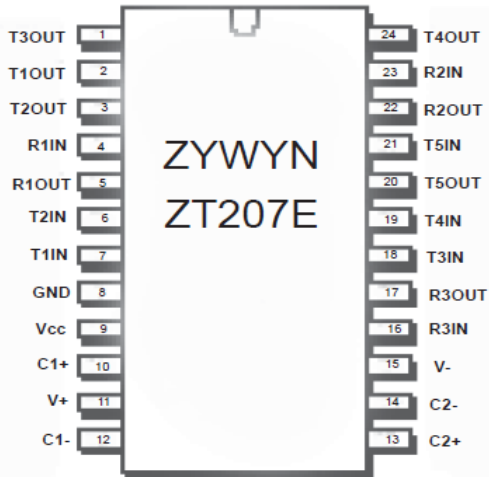 T3OUT 1 24 T4OUT
T1OUT 2 23 R2IN
T2OUT 3 22 R2OUT
R1IN 4 21 T5IN
R1OUT 5 20 T5OUT
T2IN 6 19 T4IN
T1IN 7 18 T3IN
GND 8 17 R3OUT
Vcc 9 16 R3IN
C1+ 10 15 V-
V+ 11 14 C2-
C1- 12 13 C2+
ZYWYN
ZT207E